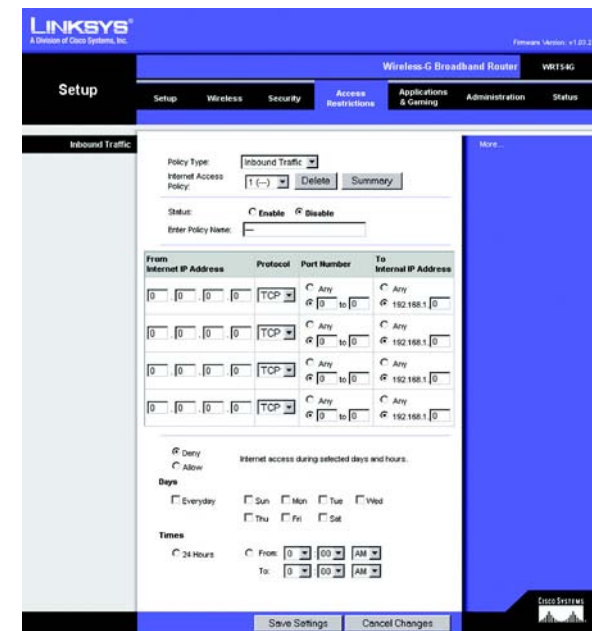 LINKSYS®
A Division of Cisco Systems, Inc.
Firmware Version: v1.03.2
Wireless-G Broadband Router WRT54G
Setup
Setup Wireless Security Access Restrictions Applications & Gaming Administration Status
Inbound Traffic
More...
Policy Type: Inbound Traffic
Internet Access Policy: 1 (---) Delete Summary
Status: Enable Disable
Enter Policy Name: ---
From Internet IP Address Protocol Port Number To Internal IP Address
Any Any
0 . 0 . 0 . 0 TCP 0 to 0 192.168.1. 0
Any Any
0 . 0 . 0 . 0 TCP 0 to 0 192.168.1. 0
Any Any
0 . 0 . 0 . 0 TCP 0 to 0 192.168.1. 0
Any Any
0 . 0 . 0 . 0 TCP 0 to 0 192.168.1. 0
Deny
Allow
Internet access during selected days and hours.
Days
Everyday Sun Mon Tue Wed
Thu Fri Sat
Times
24 Hours From: 0 : 00 AM
To: 0 : 00 AM
Save Settings Cancel Changes
CISCO SYSTEMS